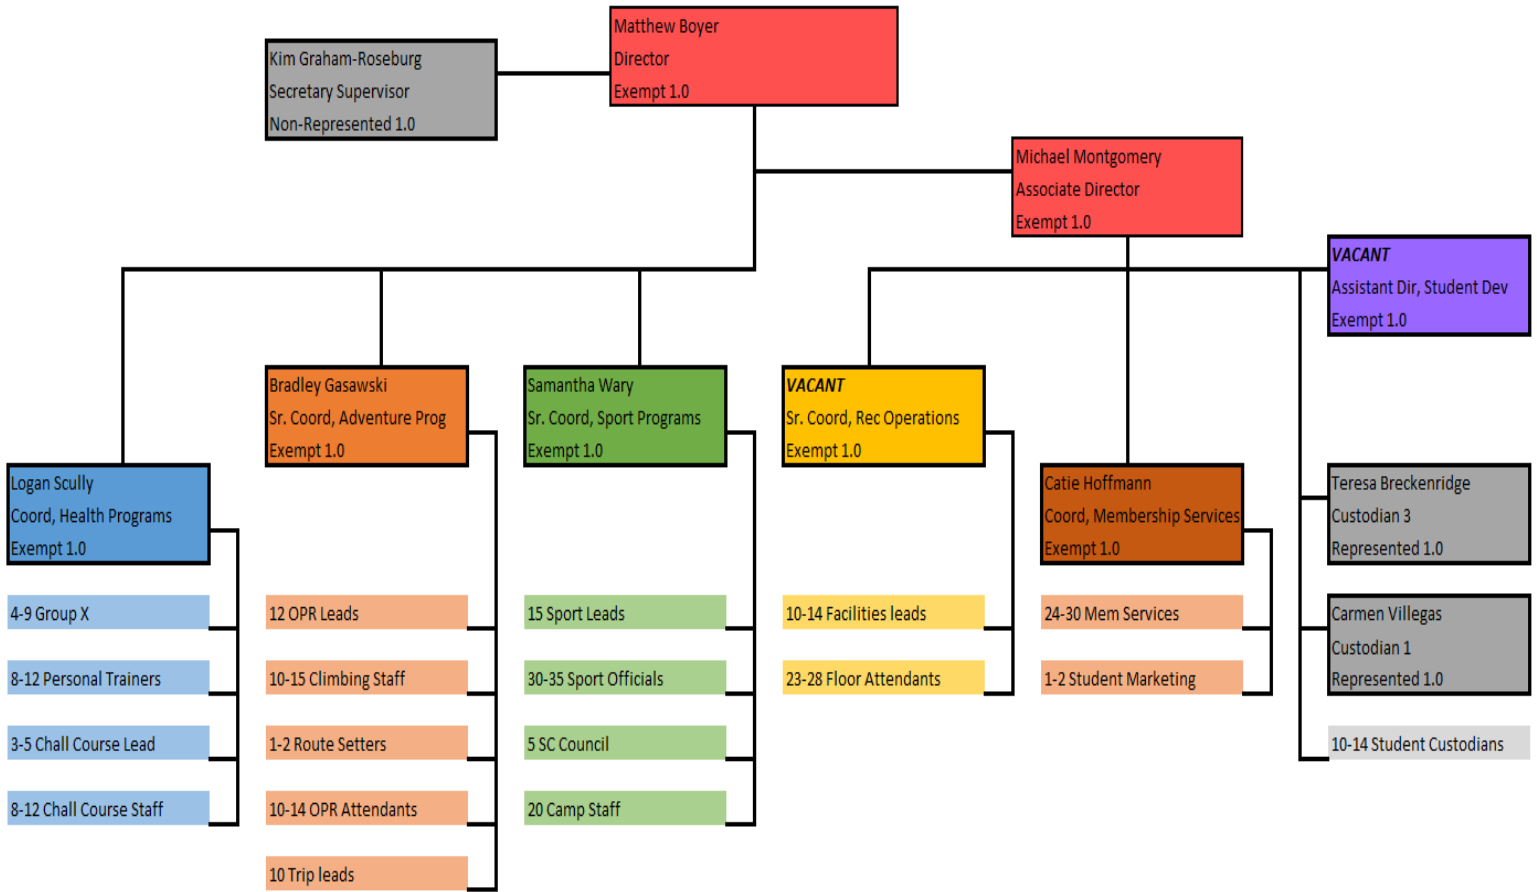 Matthew Boyer
Director
Exempt 1.0
Kim Graham-Roseburg
Secretary Supervisor
Non-Represented 1.0
Michael Montgomery
Associate Director
Exempt 1.0
VACANT
Assistant Dir, Student Dev
Exempt 1.0
Logan Scully
Coord, Health Programs
Exempt 1.0
4-9 Group X
8-12 Personal Trainers
3-5 Chall Course Lead
8-12 Chall Course Staff
Bradley Gasawski
Sr. Coord, Adventure Prog
Exempt 1.0
12 OPR Leads
10-15 Climbing Staff
1-2 Route Setters
10-14 OPR Attendants
10 Trip leads
Samantha Wary
Sr. Coord, Sport Programs
Exempt 1.0
15 Sport Leads
30-35 Sport Officials
5 SC Council
20 Camp Staff
VACANT
Sr. Coord, Rec Operations
Exempt 1.0
10-14 Facilities leads
23-28 Floor Attendants
Catie Hoffmann
Coord, Membership Services
Exempt 1.0
24-30 Mem Services
1-2 Student Marketing
Teresa Breckenridge
Custodian 3
Represented 1.0
Carmen Villegas
Custodian 1
Represented 1.0
10-14 Student Custodians